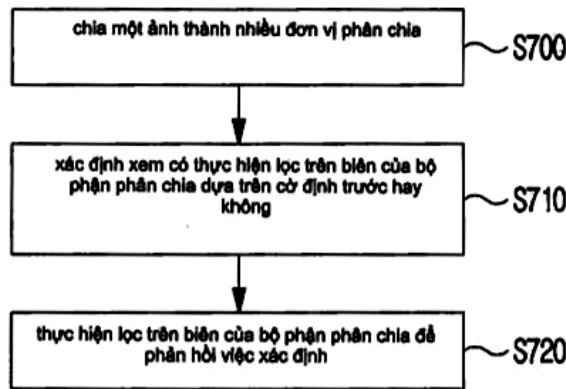 chia một ảnh thành nhiều đơn vị phân chia
S700
xác định xem có thực hiện lọc trên biên của bộ
phận phân chia dựa trên cờ định trước hay
không
S710
thực hiện lọc trên biên của bộ phận phân chia để
phản hồi việc xác định
S720